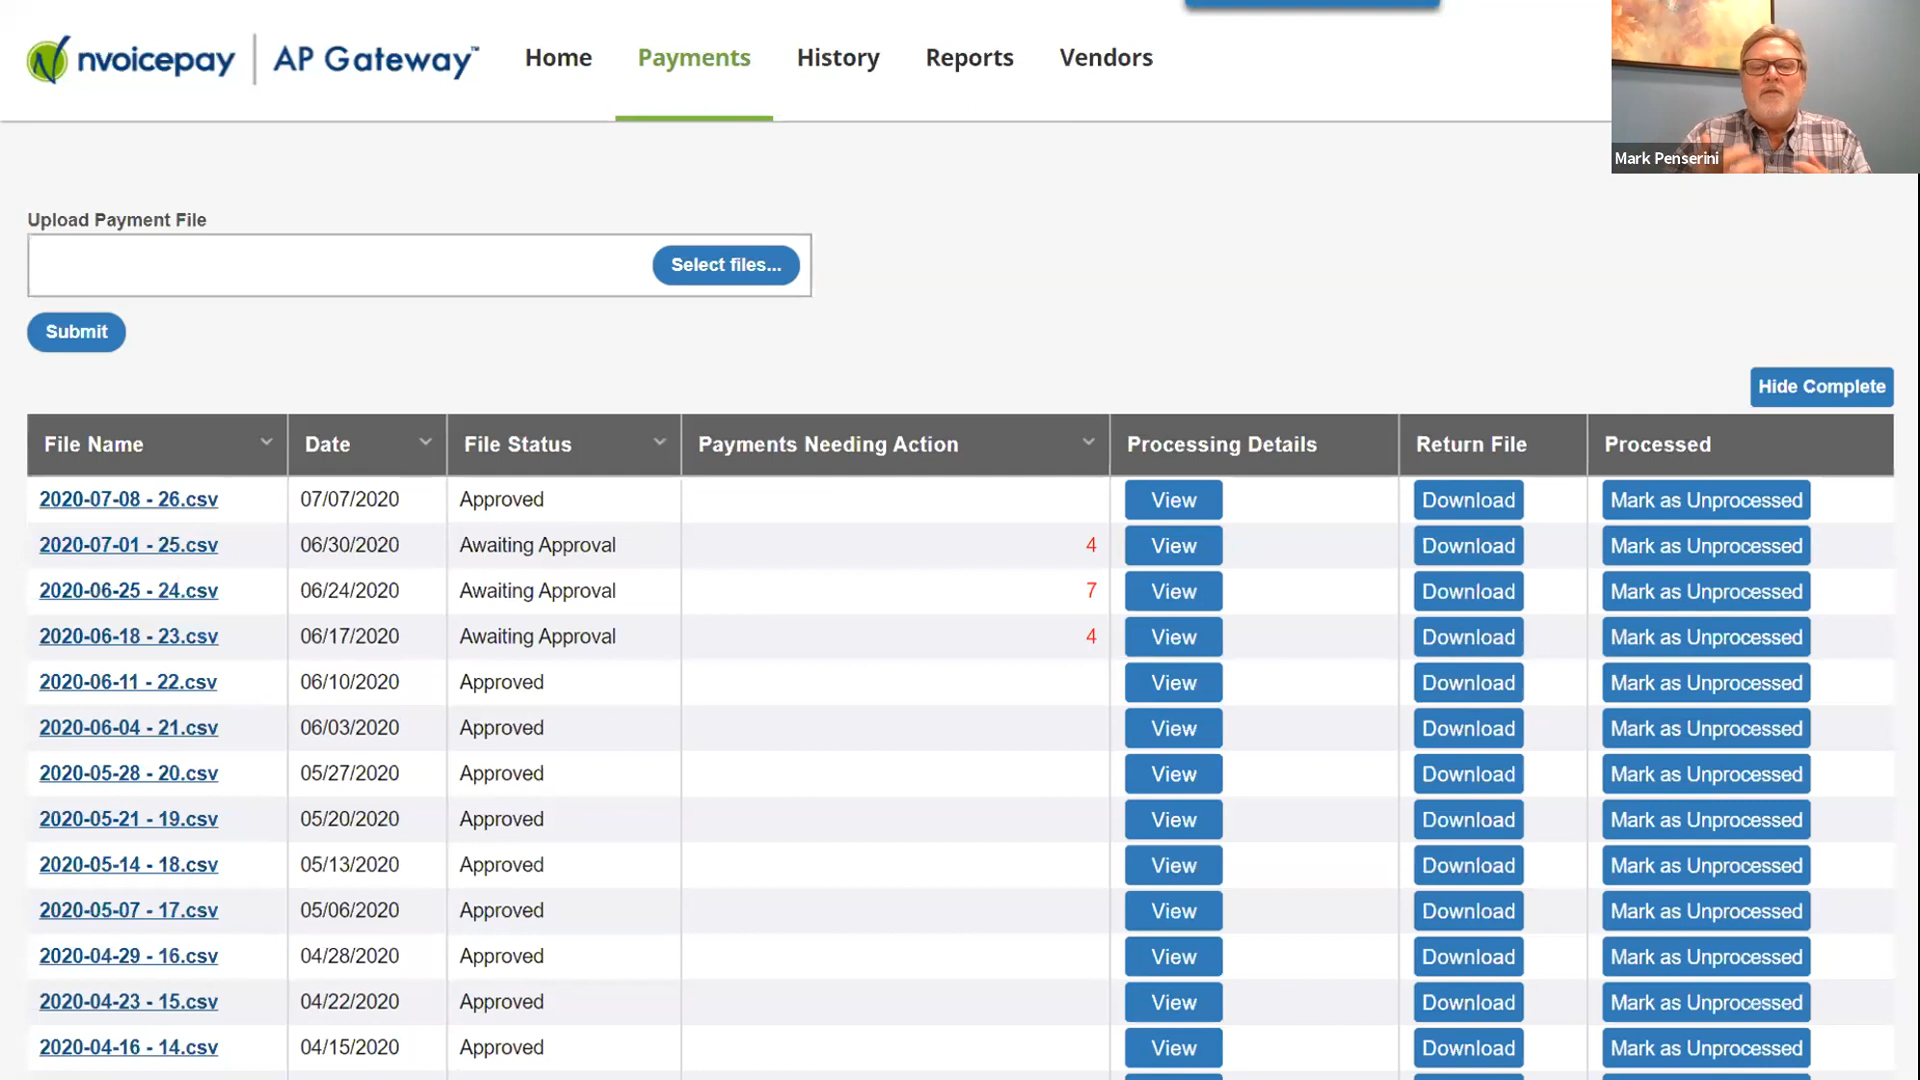 nvoicepay | AP Gateway™ Home Payments History Reports Vendors
Mark Penserini
Upload Payment File
Select files...
Submit
Hide Complete
File Name Date File Status Payments Needing Action Processing Details Return File Processed
2020-07-08 - 26.csv 07/07/2020 Approved View Download Mark as Unprocessed
2020-07-01 - 25.csv 06/30/2020 Awaiting Approval 4 View Download Mark as Unprocessed
2020-06-25 - 24.csv 06/24/2020 Awaiting Approval 7 View Download Mark as Unprocessed
2020-06-18 - 23.csv 06/17/2020 Awaiting Approval 4 View Download Mark as Unprocessed
2020-06-11 - 22.csv 06/10/2020 Approved View Download Mark as Unprocessed
2020-06-04 - 21.csv 06/03/2020 Approved View Download Mark as Unprocessed
2020-05-28 - 20.csv 05/27/2020 Approved View Download Mark as Unprocessed
2020-05-21 - 19.csv 05/20/2020 Approved View Download Mark as Unprocessed
2020-05-14 - 18.csv 05/13/2020 Approved View Download Mark as Unprocessed
2020-05-07 - 17.csv 05/06/2020 Approved View Download Mark as Unprocessed
2020-04-29 - 16.csv 04/28/2020 Approved View Download Mark as Unprocessed
2020-04-23 - 15.csv 04/22/2020 Approved View Download Mark as Unprocessed
2020-04-16 - 14.csv 04/15/2020 Approved View Download Mark as Unprocessed